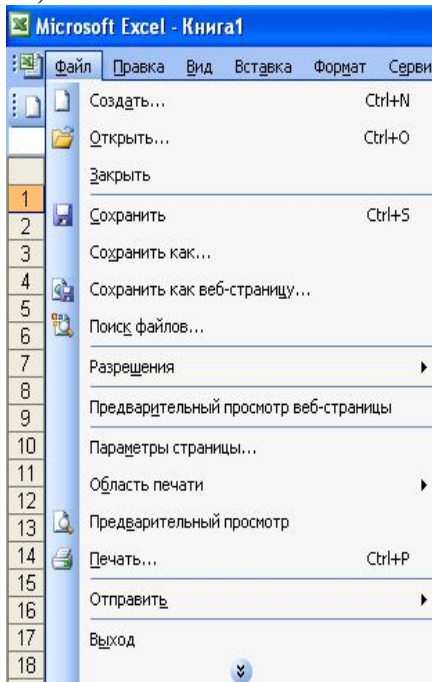 Microsoft Excel - Книга1
Файл Правка Вид Вставка Формат Серви
Создать... Ctrl+N
Открыть... Ctrl+O
Закрыть
1
Сохранить Ctrl+S
2
3
Сохранить как...
4
Сохранить как веб-страницу...
5
Поиск файлов...
6
7
Разрешения
8
Предварительный просмотр веб-страницы
9
10
Параметры страницы...
11
Область печати
12
13
Предварительный просмотр
14
Печать... Ctrl+P
15
Отправить
16
17
Выход
18